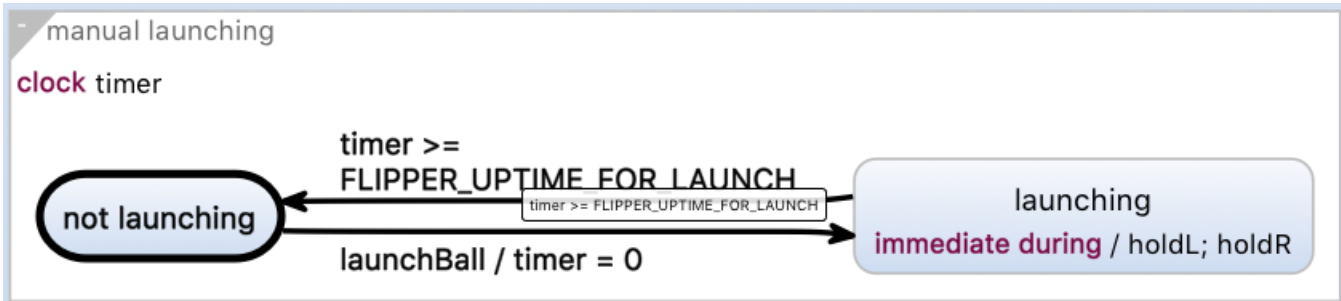 - manual launching
clock timer
timer >=
FLIPPER_UPTIME_FOR_LAUNCH
timer >= FLIPPER_UPTIME_FOR_LAUNCH
not launching
launching
immediate during / holdL; holdR
launchBall / timer = 0